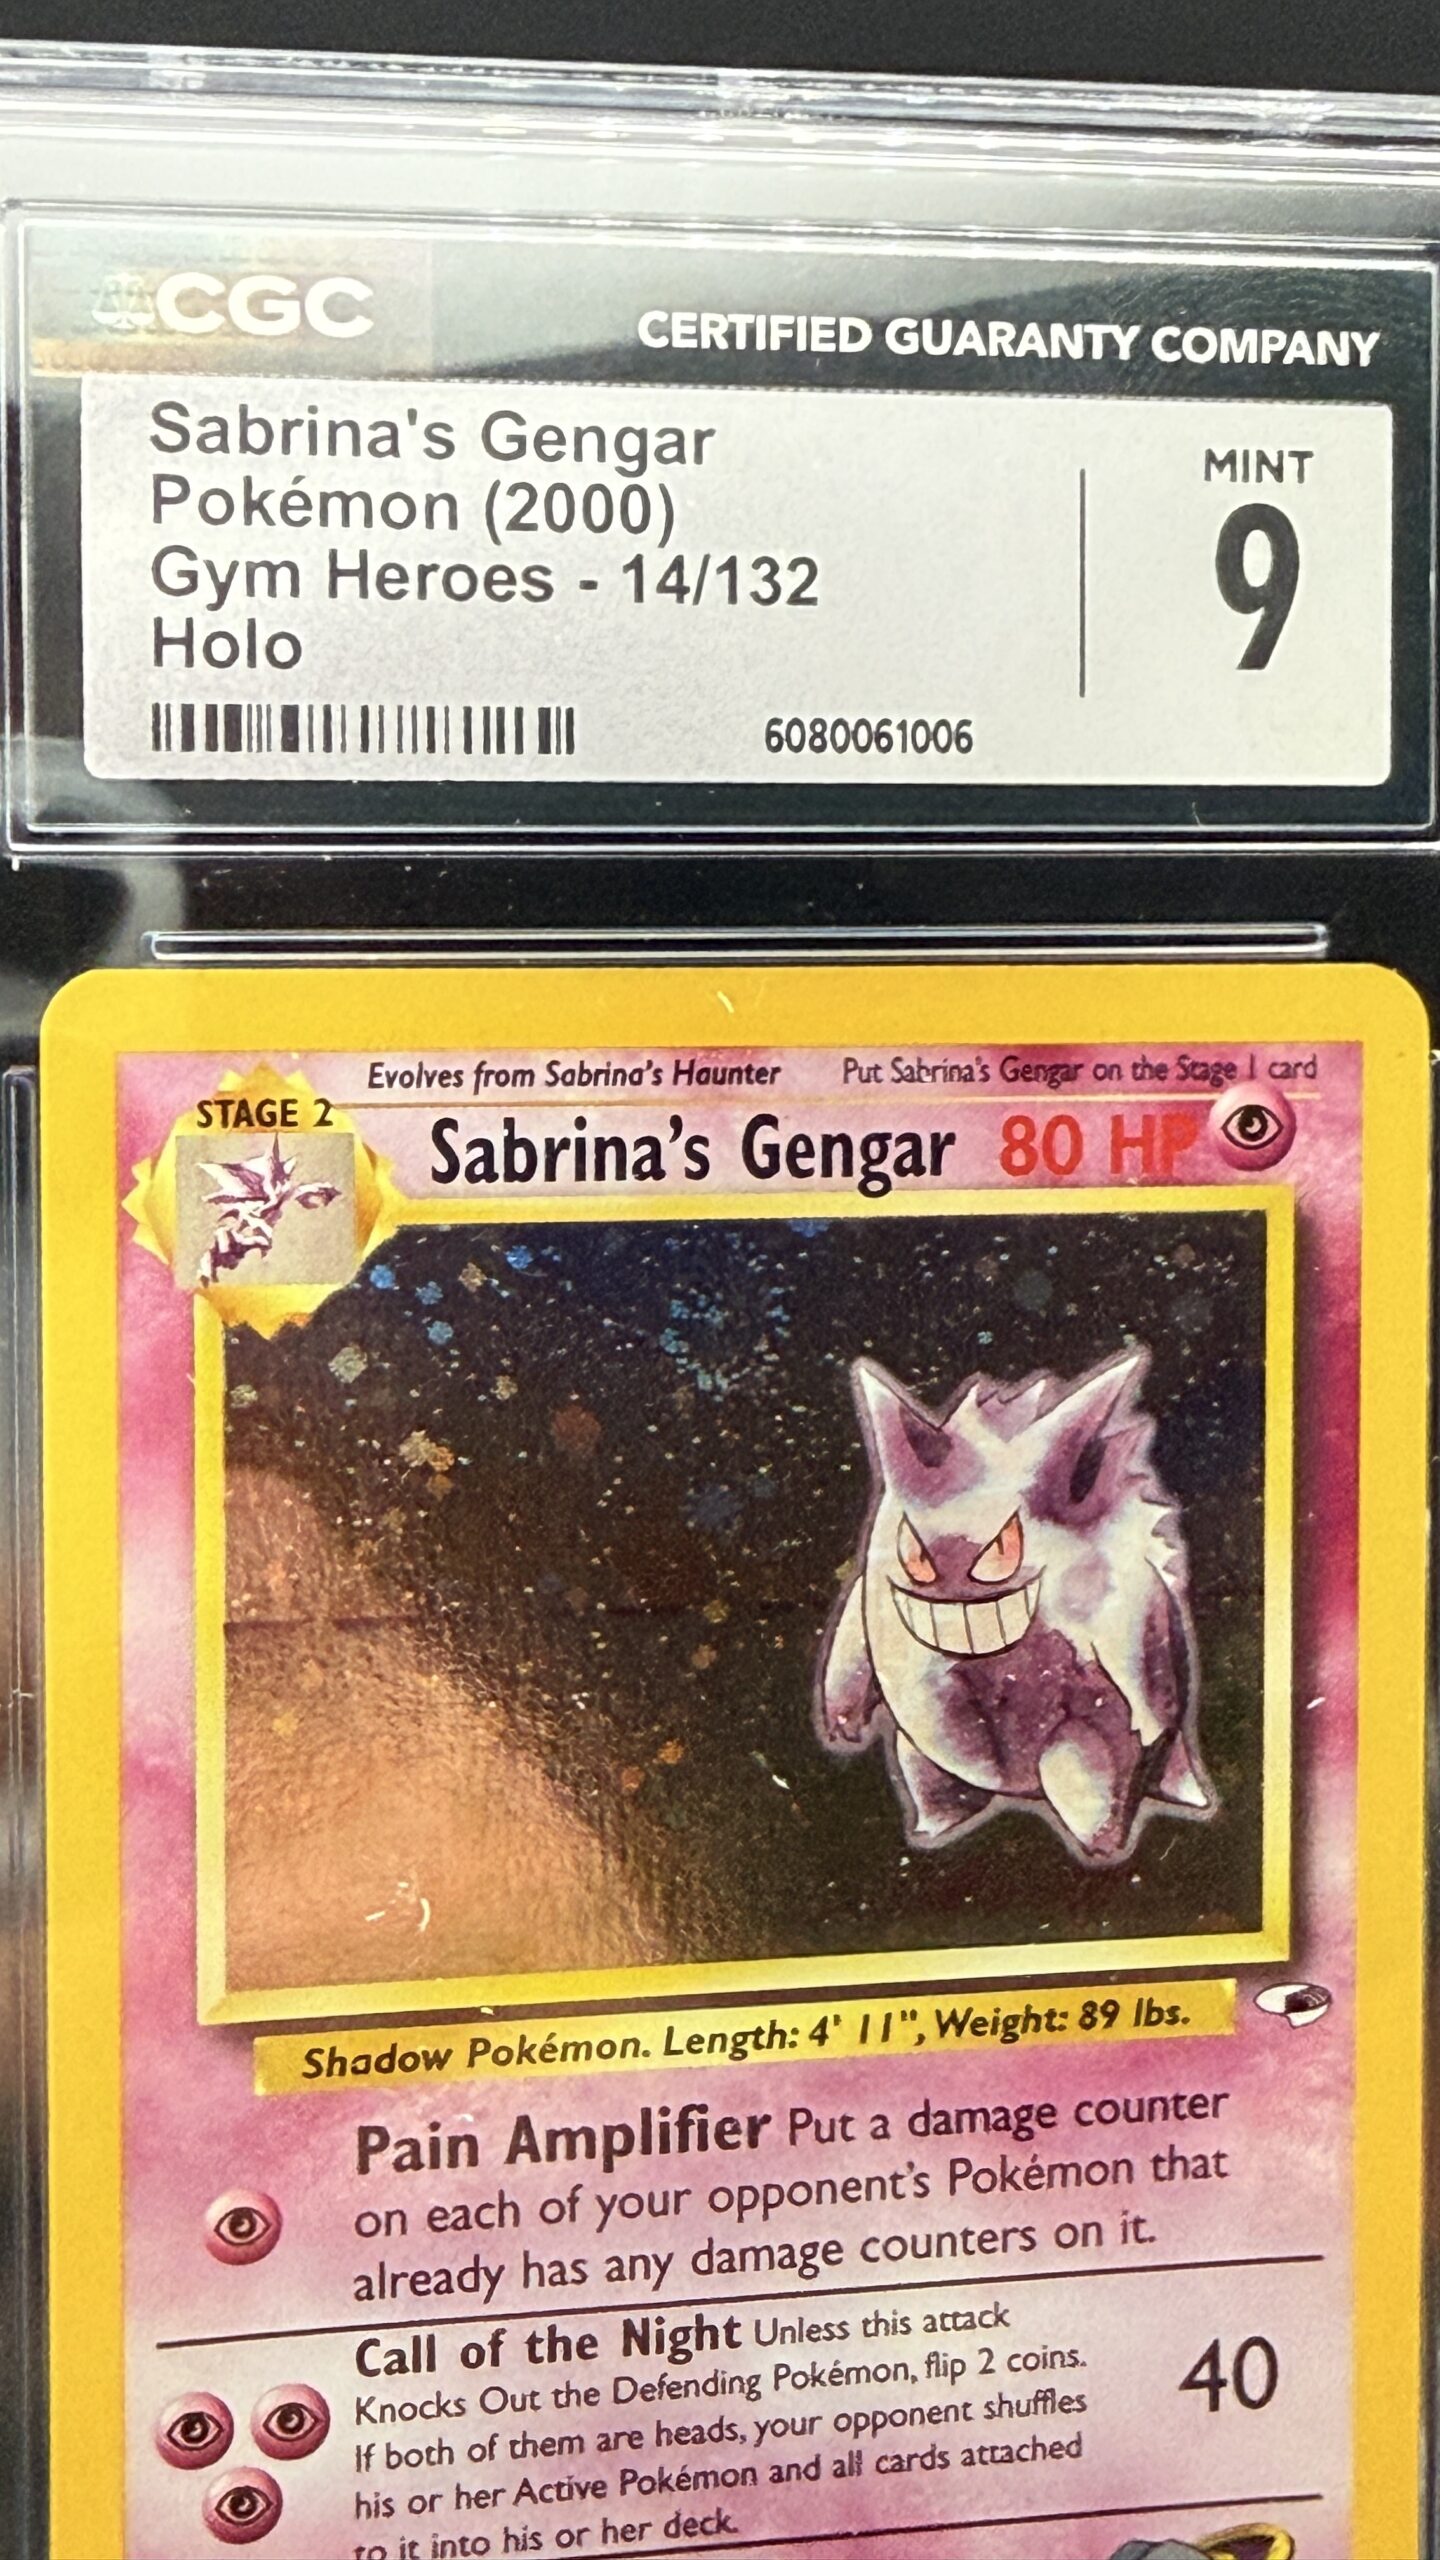 CGC
CERTIFIED GUARANTY COMPANY
Sabrina's Gengar
Pokémon (2000)
Gym Heroes - 14/132
Holo
MINT
9
6080061006
Evolves from Sabrina's Haunter
Put Sabrina's Gengar on the Stage 1 card
STAGE 2
Sabrina's Gengar 80 HP
Shadow Pokémon. Length: 4' 11", Weight: 89 lbs.
Pain Amplifier Put a damage counter
on each of your opponent's Pokémon that
already has any damage counters on it.
Call of the Night Unless this attack
Knocks Out the Defending Pokémon, flip 2 coins.
If both of them are heads, your opponent shuffles
his or her Active Pokémon and all cards attached
to it into his or her deck.
40